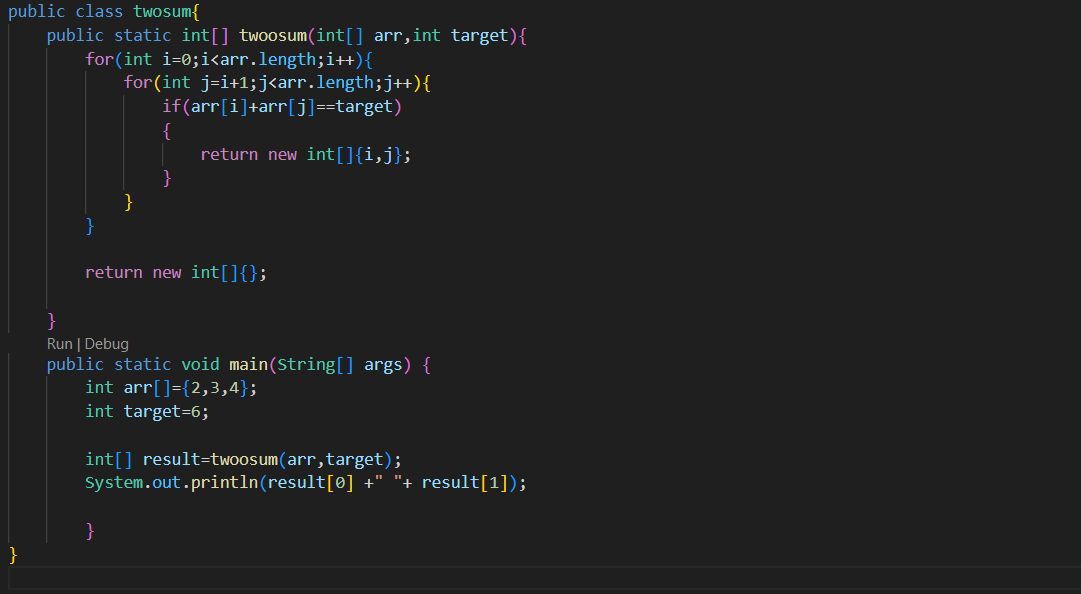 public class twosum{
    public static int[] twoosum(int[] arr,int target){
        for(int i=0;i<arr.length;i++){
            for(int j=i+1;j<arr.length;j++){
                if(arr[i]+arr[j]==target)
                {
                    return new int[]{i,j};
                }
            }
        }
        return new int[]{};
    }
    Run | Debug
    public static void main(String[] args) {
        int arr[]={2,3,4};
        int target=6;
        int[] result=twoosum(arr,target);
        System.out.println(result[0] +" "+ result[1]);
        }
}